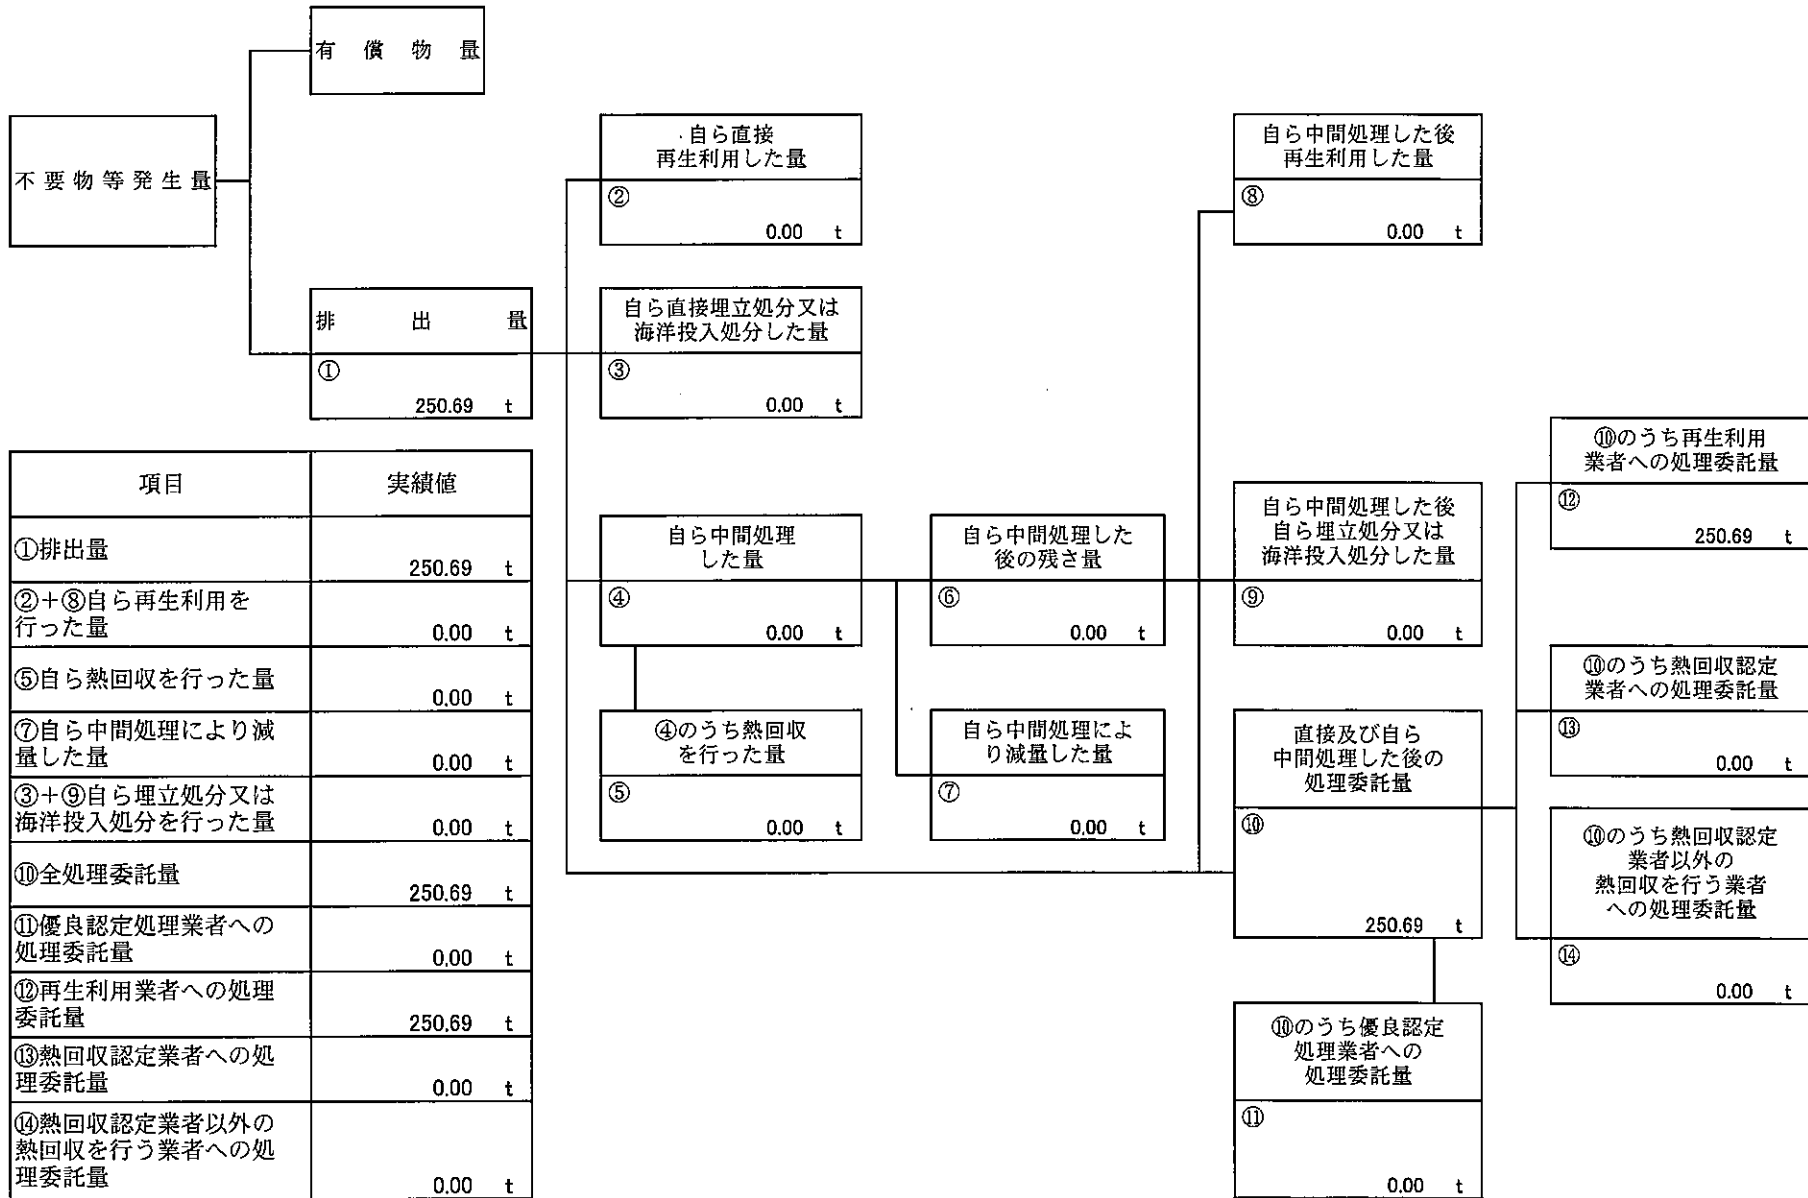 有償物量
不要物等発生量
自ら直接
再生利用した量
②
0.00 t
自ら中間処理した後
再生利用した量
⑧
0.00 t
排出量
①
250.69 t
自ら直接埋立処分又は
海洋投入処分した量
③
0.00 t
項目 実績値
①排出量
250.69 t
②+⑧自ら再生利用を
行った量
0.00 t
⑤自ら熱回収を行った量
0.00 t
⑦自ら中間処理により減
量した量
0.00 t
③+⑨自ら埋立処分又は
海洋投入処分を行った量
0.00 t
⑩全処理委託量
250.69 t
⑪優良認定処理業者への
処理委託量
0.00 t
⑫再生利用業者への処理
委託量
250.69 t
⑬熱回収認定業者への処
理委託量
0.00 t
⑭熱回収認定業者以外の
熱回収を行う業者への処
理委託量
0.00 t
自ら中間処理
した量
④
0.00 t
④のうち熱回収
を行った量
⑤
0.00 t
自ら中間処理した
後の残さ量
⑥
0.00 t
自ら中間処理によ
り減量した量
⑦
0.00 t
自ら中間処理した後
自ら埋立処分又は
海洋投入処分した量
⑨
0.00 t
直接及び自ら
中間処理した後の
処理委託量
⑩
250.69 t
⑩のうち優良認定
処理業者への
処理委託量
⑪
0.00 t
⑩のうち再生利用
業者への処理委託量
⑫
250.69 t
⑩のうち熱回収認定
業者への処理委託量
⑬
0.00 t
⑩のうち熱回収認定
業者以外の
熱回収を行う業者
への処理委託量
⑭
0.00 t